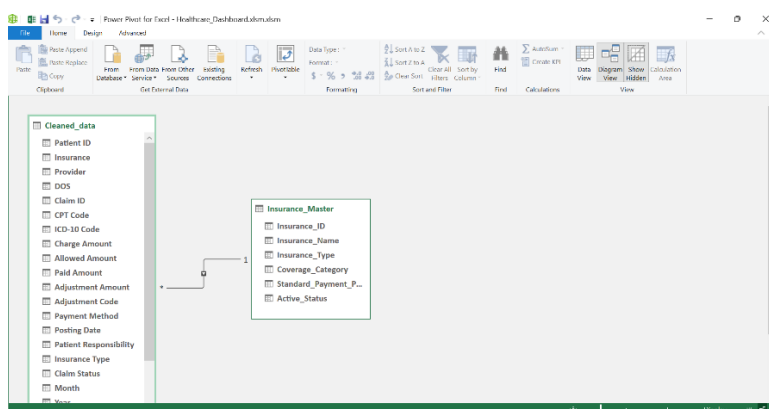 Power Pivot for Excel - Healthcare_Dashboard.xlsm.xlsm
File Home Design Advanced
Paste
Paste Append
Paste Replace
Copy
Clipboard
From Database
From Data Service
From Other Sources
Existing Connections
Get External Data
Refresh
PivotTable
Data Type :
Format :
$ % 9
Formatting
Sort A to Z
Sort Z to A
Clear Sort
Clear All Filters
Sort by Column
Sort and Filter
Find
Find
AutoSum
Create KPI
Calculations
Data View
Diagram View
Show Hidden
Calculation Area
View
Cleaned_data
Patient ID
Insurance
Provider
DOS
Claim ID
CPT Code
ICD-10 Code
Charge Amount
Allowed Amount
Paid Amount
Adjustment Amount
Adjustment Code
Payment Method
Posting Date
Patient Responsibility
Insurance Type
Claim Status
Month
Year
*
1
Insurance_Master
Insurance_ID
Insurance_Name
Insurance_Type
Coverage_Category
Standard_Payment_P...
Active_Status